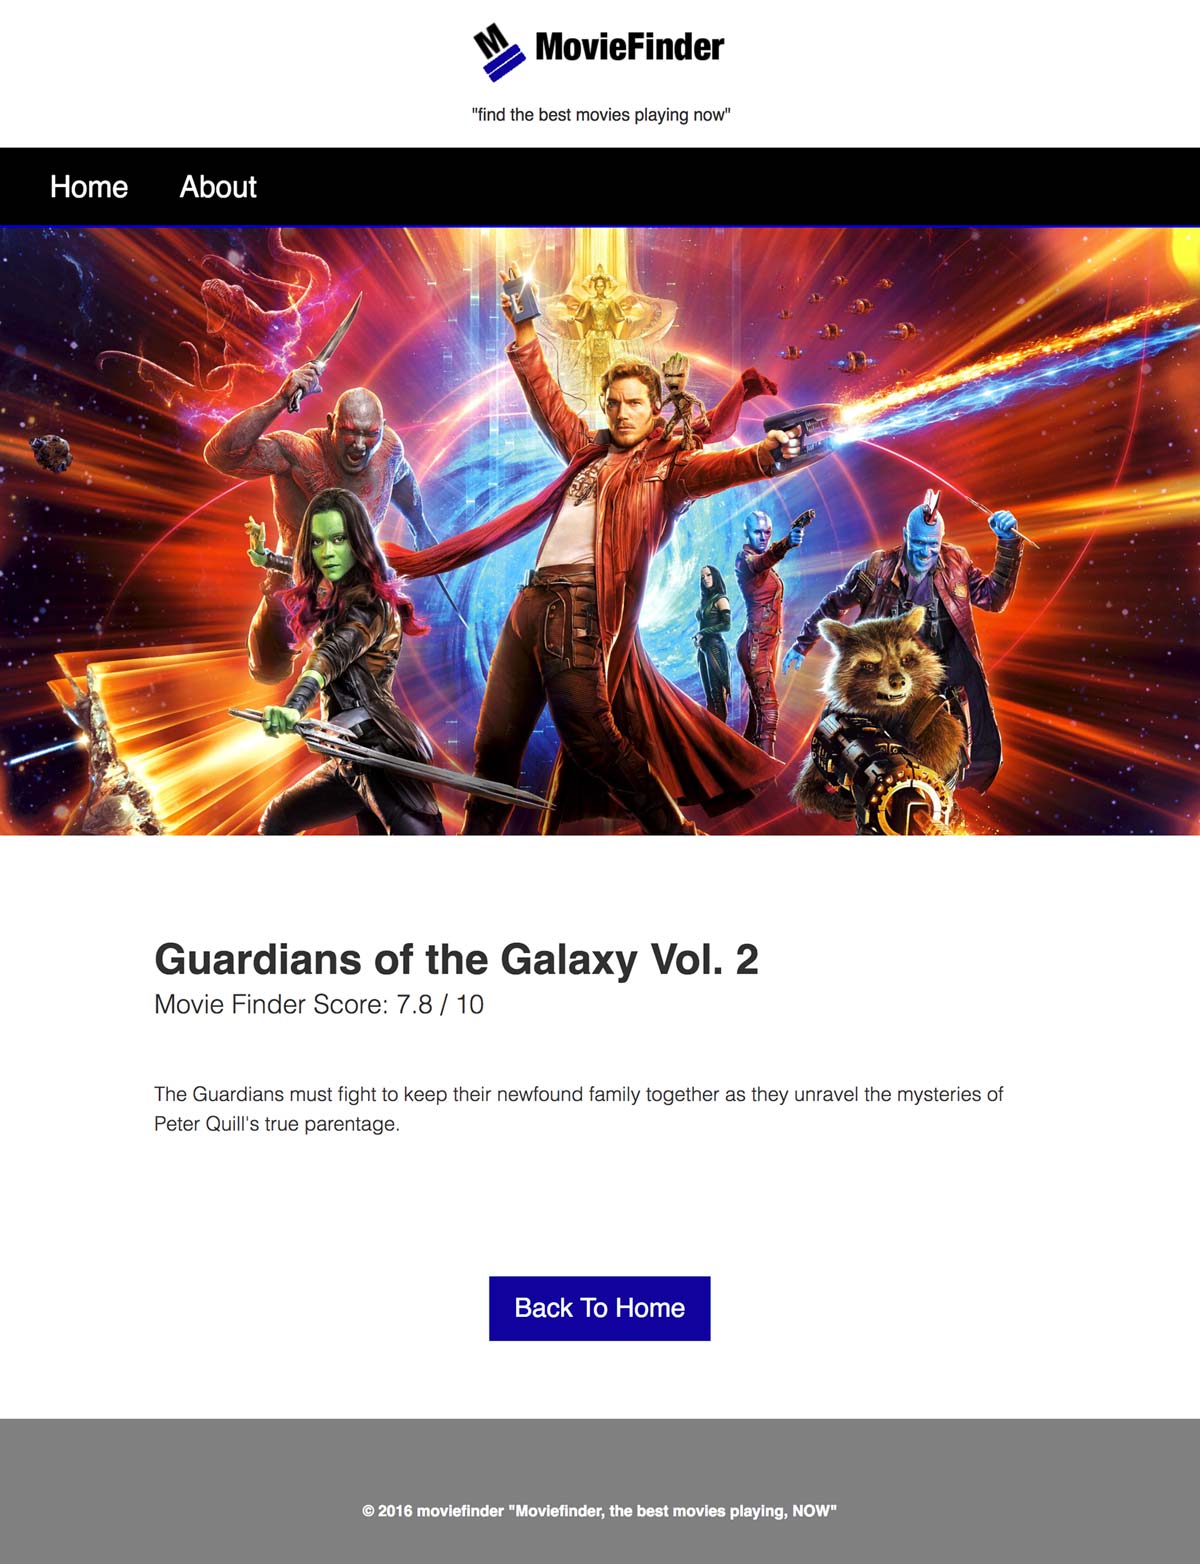 M
MovieFinder
"find the best movies playing now"
Home About
Guardians of the Galaxy Vol. 2
Movie Finder Score: 7.8 / 10
The Guardians must fight to keep their newfound family together as they unravel the mysteries of
Peter Quill's true parentage.
Back To Home
© 2016 moviefinder "Moviefinder, the best movies playing, NOW"